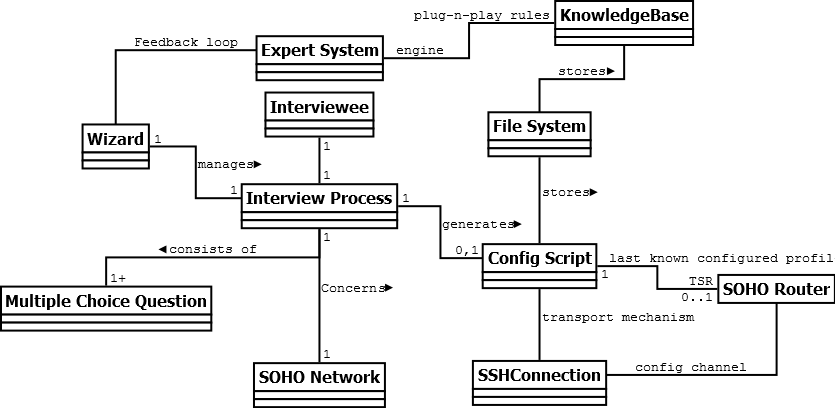 plug-n-play rules
KnowledgeBase
Feedback loop
Expert System
engine
stores►
Interviewee
File System
Wizard
1
1
manages►
1
1
Interview Process
1
stores►
1
generates►
◄consists of
0,1
Config Script
last known configured profil
1
1+
Multiple Choice Question
Concerns►
TSR
0..1
SOHO Router
transport mechanism
1
SOHO Network
SSHConnection
config channel